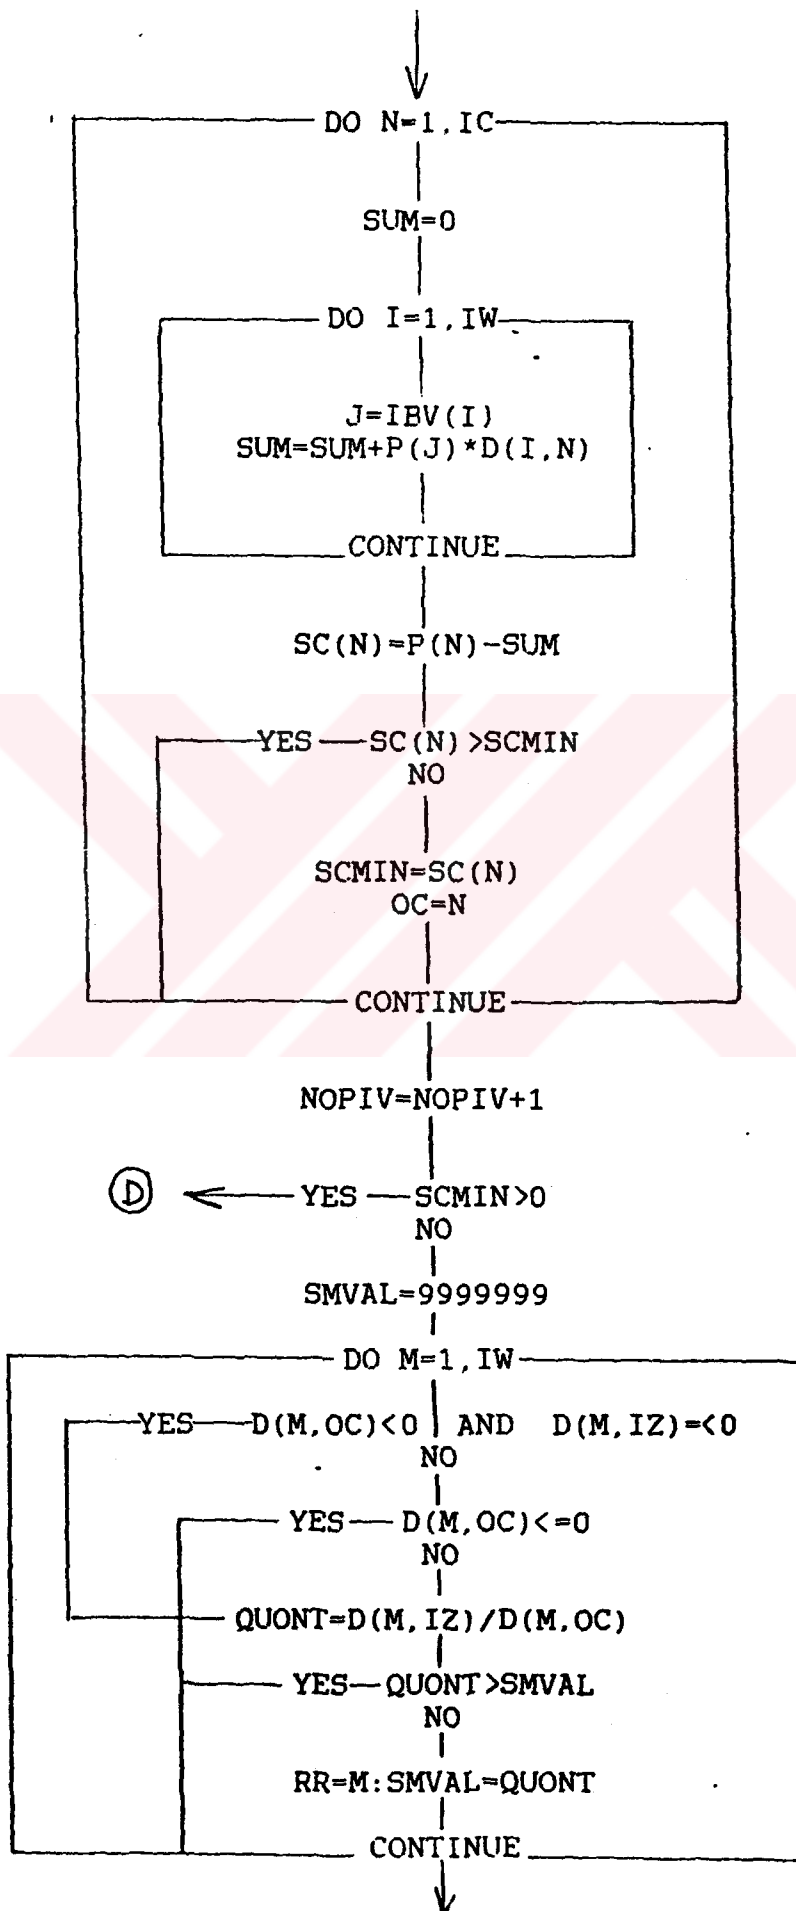 DO N=1,IC
SUM=0
DO I=1,IW
J=IBV(I)
SUM=SUM+P(J)*D(I,N)
CONTINUE
SC(N)=P(N)-SUM
YES SC(N)>SCMIN
NO
SCMIN=SC(N)
OC=N
CONTINUE
NOPIV=NOPIV+1
D YES SCMIN>0
NO
SMVAL=9999999
DO M=1,IW
YES D(M,OC)<0 AND D(M,IZ)=<0
NO
YES D(M,OC)<=0
NO
QUONT=D(M,IZ)/D(M,OC)
YES QUONT>SMVAL
NO
RR=M:SMVAL=QUONT
CONTINUE